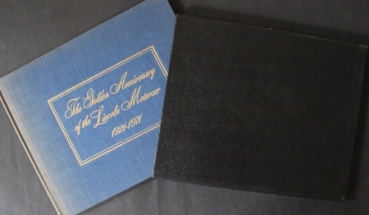 The Golden Anniversary
of the Lincoln Motorcar
1921-1971